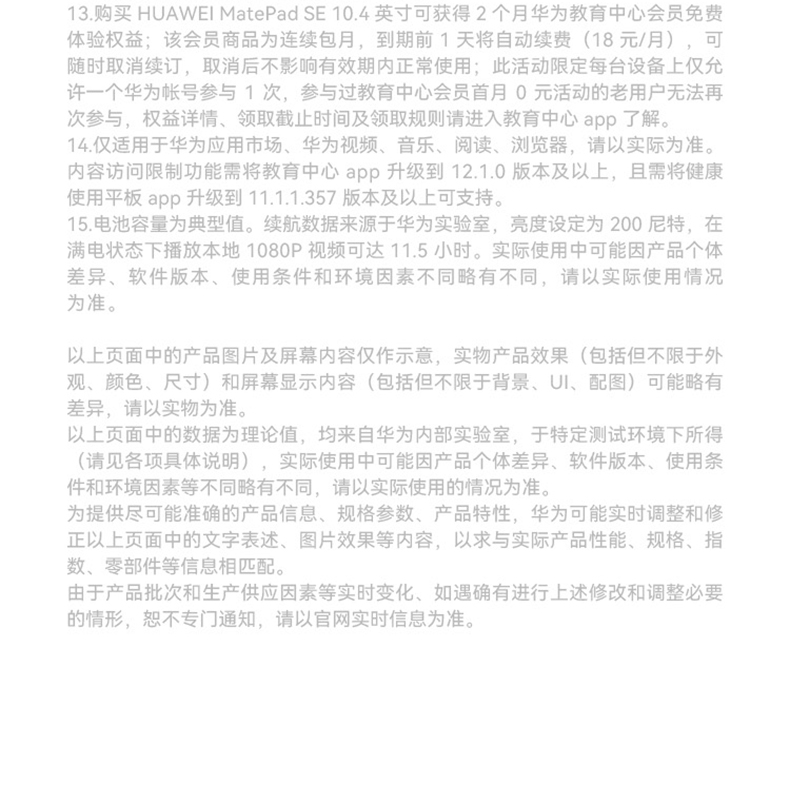 13.购买 HUAWEI MatePad SE 10.4 英寸可获得 2 个月华为教育中心会员免费
体验权益；该会员商品为连续包月，到期前 1 天将自动续费（18 元/月），可
随时取消续订，取消后不影响有效期内正常使用；此活动限定每台设备上仅允
许一个华为帐号参与 1 次，参与过教育中心会员首月 0 元活动的老用户无法再
次参与，权益详情、领取截止时间及领取规则请进入教育中心 app 了解。
14.仅适用于华为应用市场、华为视频、音乐、阅读、浏览器，请以实际为准。
内容访问限制功能需将教育中心 app 升级到 12.1.0 版本及以上，且需将健康
使用平板 app 升级到 11.1.1.357 版本及以上可支持。
15.电池容量为典型值。续航数据来源于华为实验室，亮度设定为 200 尼特，在
满电状态下播放本地 1080P 视频可达 11.5 小时。实际使用中可能因产品个体
差异、软件版本、使用条件和环境因素不同略有不同，请以实际使用情况
为准。
以上页面中的产品图片及屏幕内容仅作示意，实物产品效果（包括但不限于外
观、颜色、尺寸）和屏幕显示内容（包括但不限于背景、UI、配图）可能略有
差异，请以实物为准。
以上页面中的数据为理论值，均来自华为内部实验室，于特定测试环境下所得
（请见各项具体说明），实际使用中可能因产品个体差异、软件版本、使用条
件和环境因素等不同略有不同，请以实际使用的情况为准。
为提供尽可能准确的产品信息、规格参数、产品特性，华为可能实时调整和修
正以上页面中的文字表述、图片效果等内容，以求与实际产品性能、规格、指
数、零部件等信息相匹配。
由于产品批次和生产供应因素等实时变化、如遇确有进行上述修改和调整必要
的情形，恕不专门通知，请以官网实时信息为准。